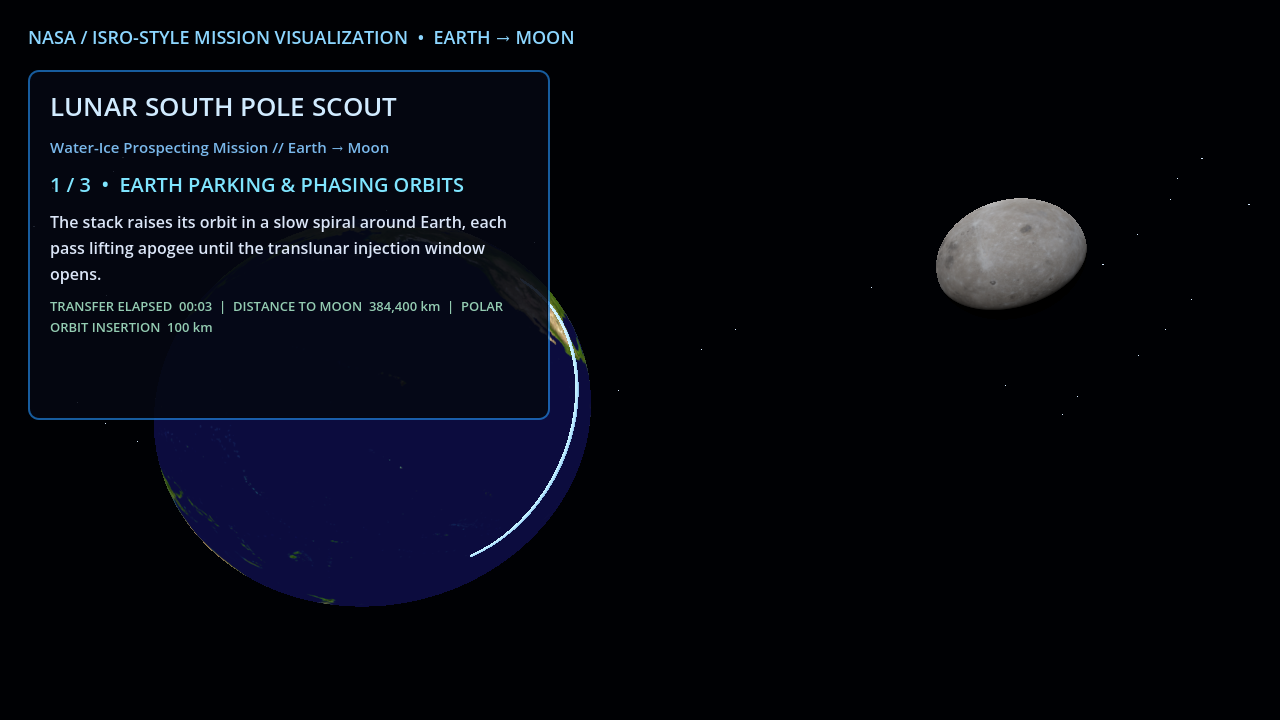 NASA / ISRO-STYLE MISSION VISUALIZATION • EARTH → MOON
LUNAR SOUTH POLE SCOUT
Water-Ice Prospecting Mission // Earth → Moon
1 / 3 • EARTH PARKING & PHASING ORBITS
The stack raises its orbit in a slow spiral around Earth, each
pass lifting apogee until the translunar injection window
opens.
TRANSFER ELAPSED 00:03 | DISTANCE TO MOON 384,400 km | POLAR
ORBIT INSERTION 100 km